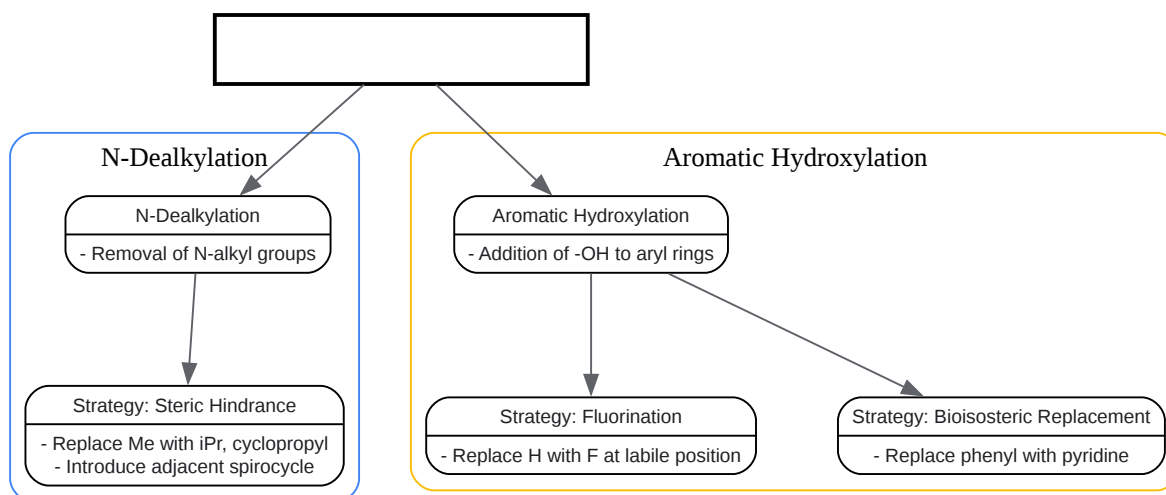 N-Dealkylation
N-Dealkylation
- Removal of N-alkyl groups
Strategy: Steric Hindrance
- Replace Me with iPr, cyclopropyl
- Introduce adjacent spirocycle
Aromatic Hydroxylation
Aromatic Hydroxylation
- Addition of -OH to aryl rings
Strategy: Fluorination
- Replace H with F at labile position
Strategy: Bioisosteric Replacement
- Replace phenyl with pyridine